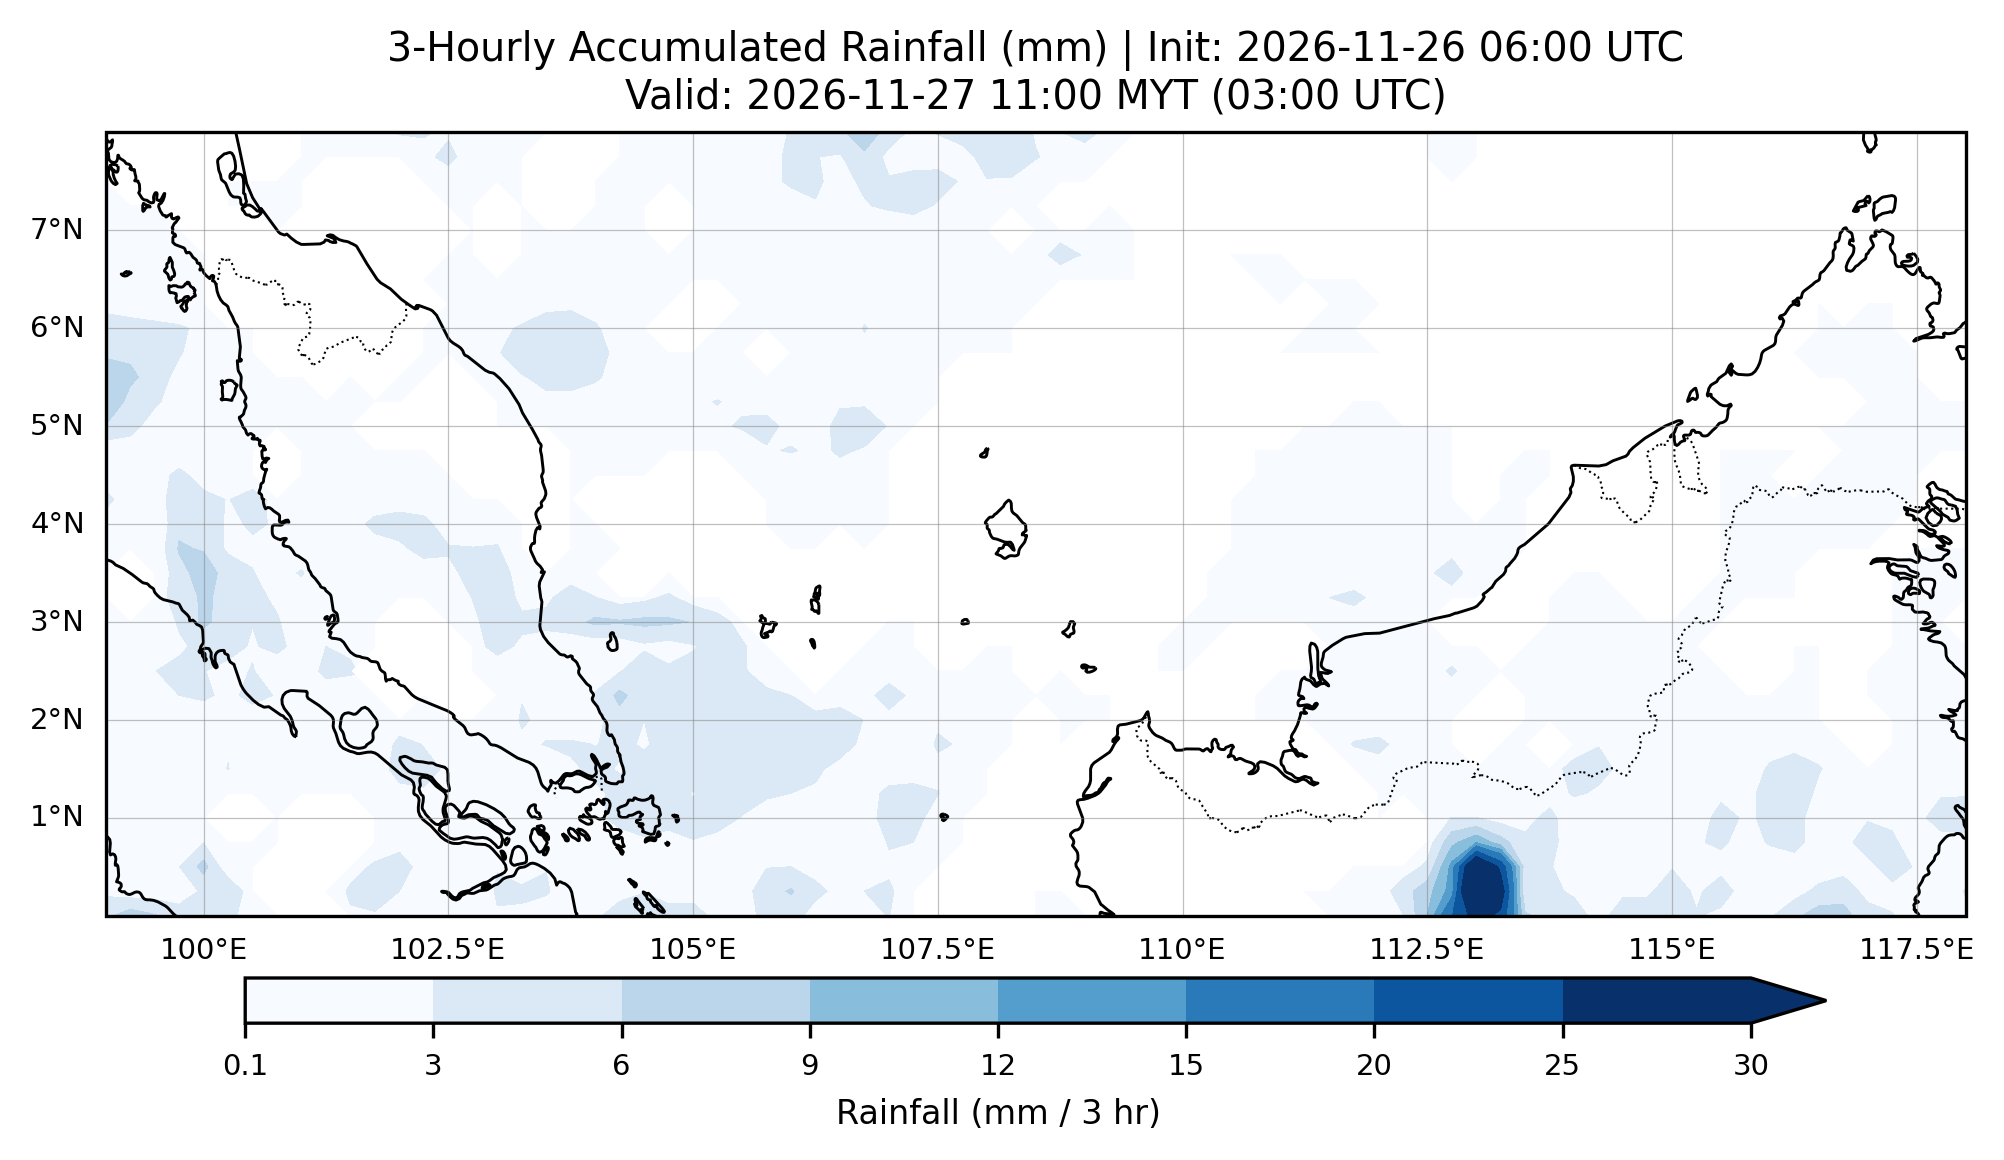 3-Hourly Accumulated Rainfall (mm) | Init: 2026-11-26 06:00 UTC
Valid: 2026-11-27 11:00 MYT (03:00 UTC)
7°N
6°N
5°N
4°N
3°N
2°N
1°N
100°E 102.5°E 105°E 107.5°E 110°E 112.5°E 115°E 117.5°E
0.1 3 6 9 12 15 20 25 30
Rainfall (mm / 3 hr)